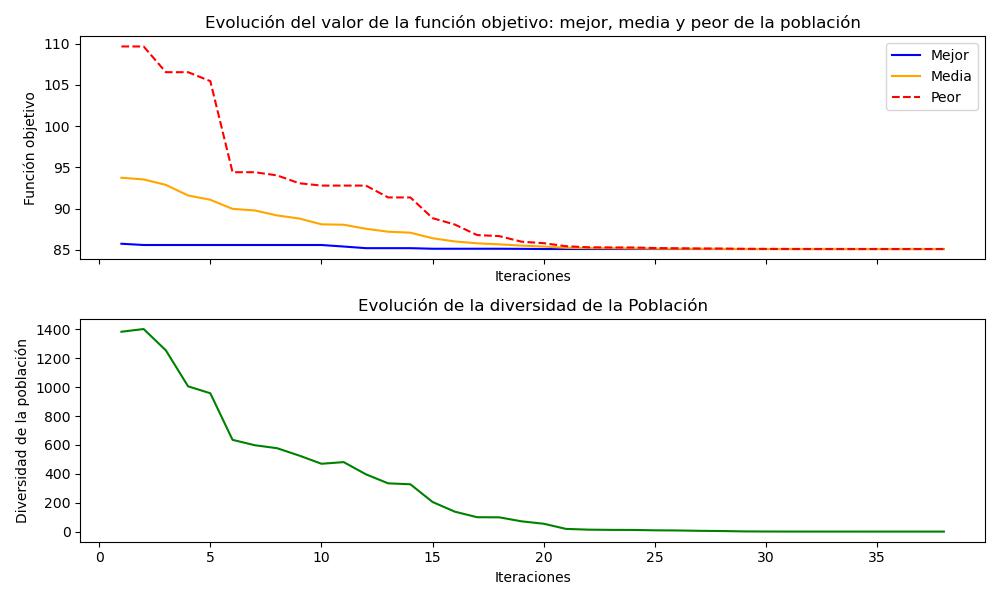 Evolución del valor de la función objetivo: mejor, media y peor de la población
110
105
100
95
90
85
Función objetivo
Mejor
Media
Peor
Iteraciones
Evolución de la diversidad de la Población
1400
1200
1000
800
600
400
200
0
Diversidad de la población
0 5 10 15 20 25 30 35
Iteraciones